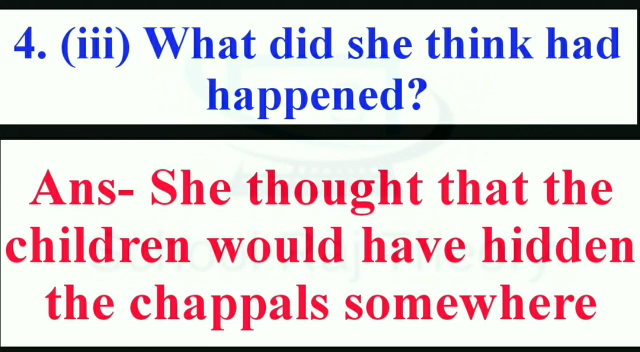 4. (iii) What did she think had
happened?
Ans- She thought that the
children would have hidden
the chappals somewhere